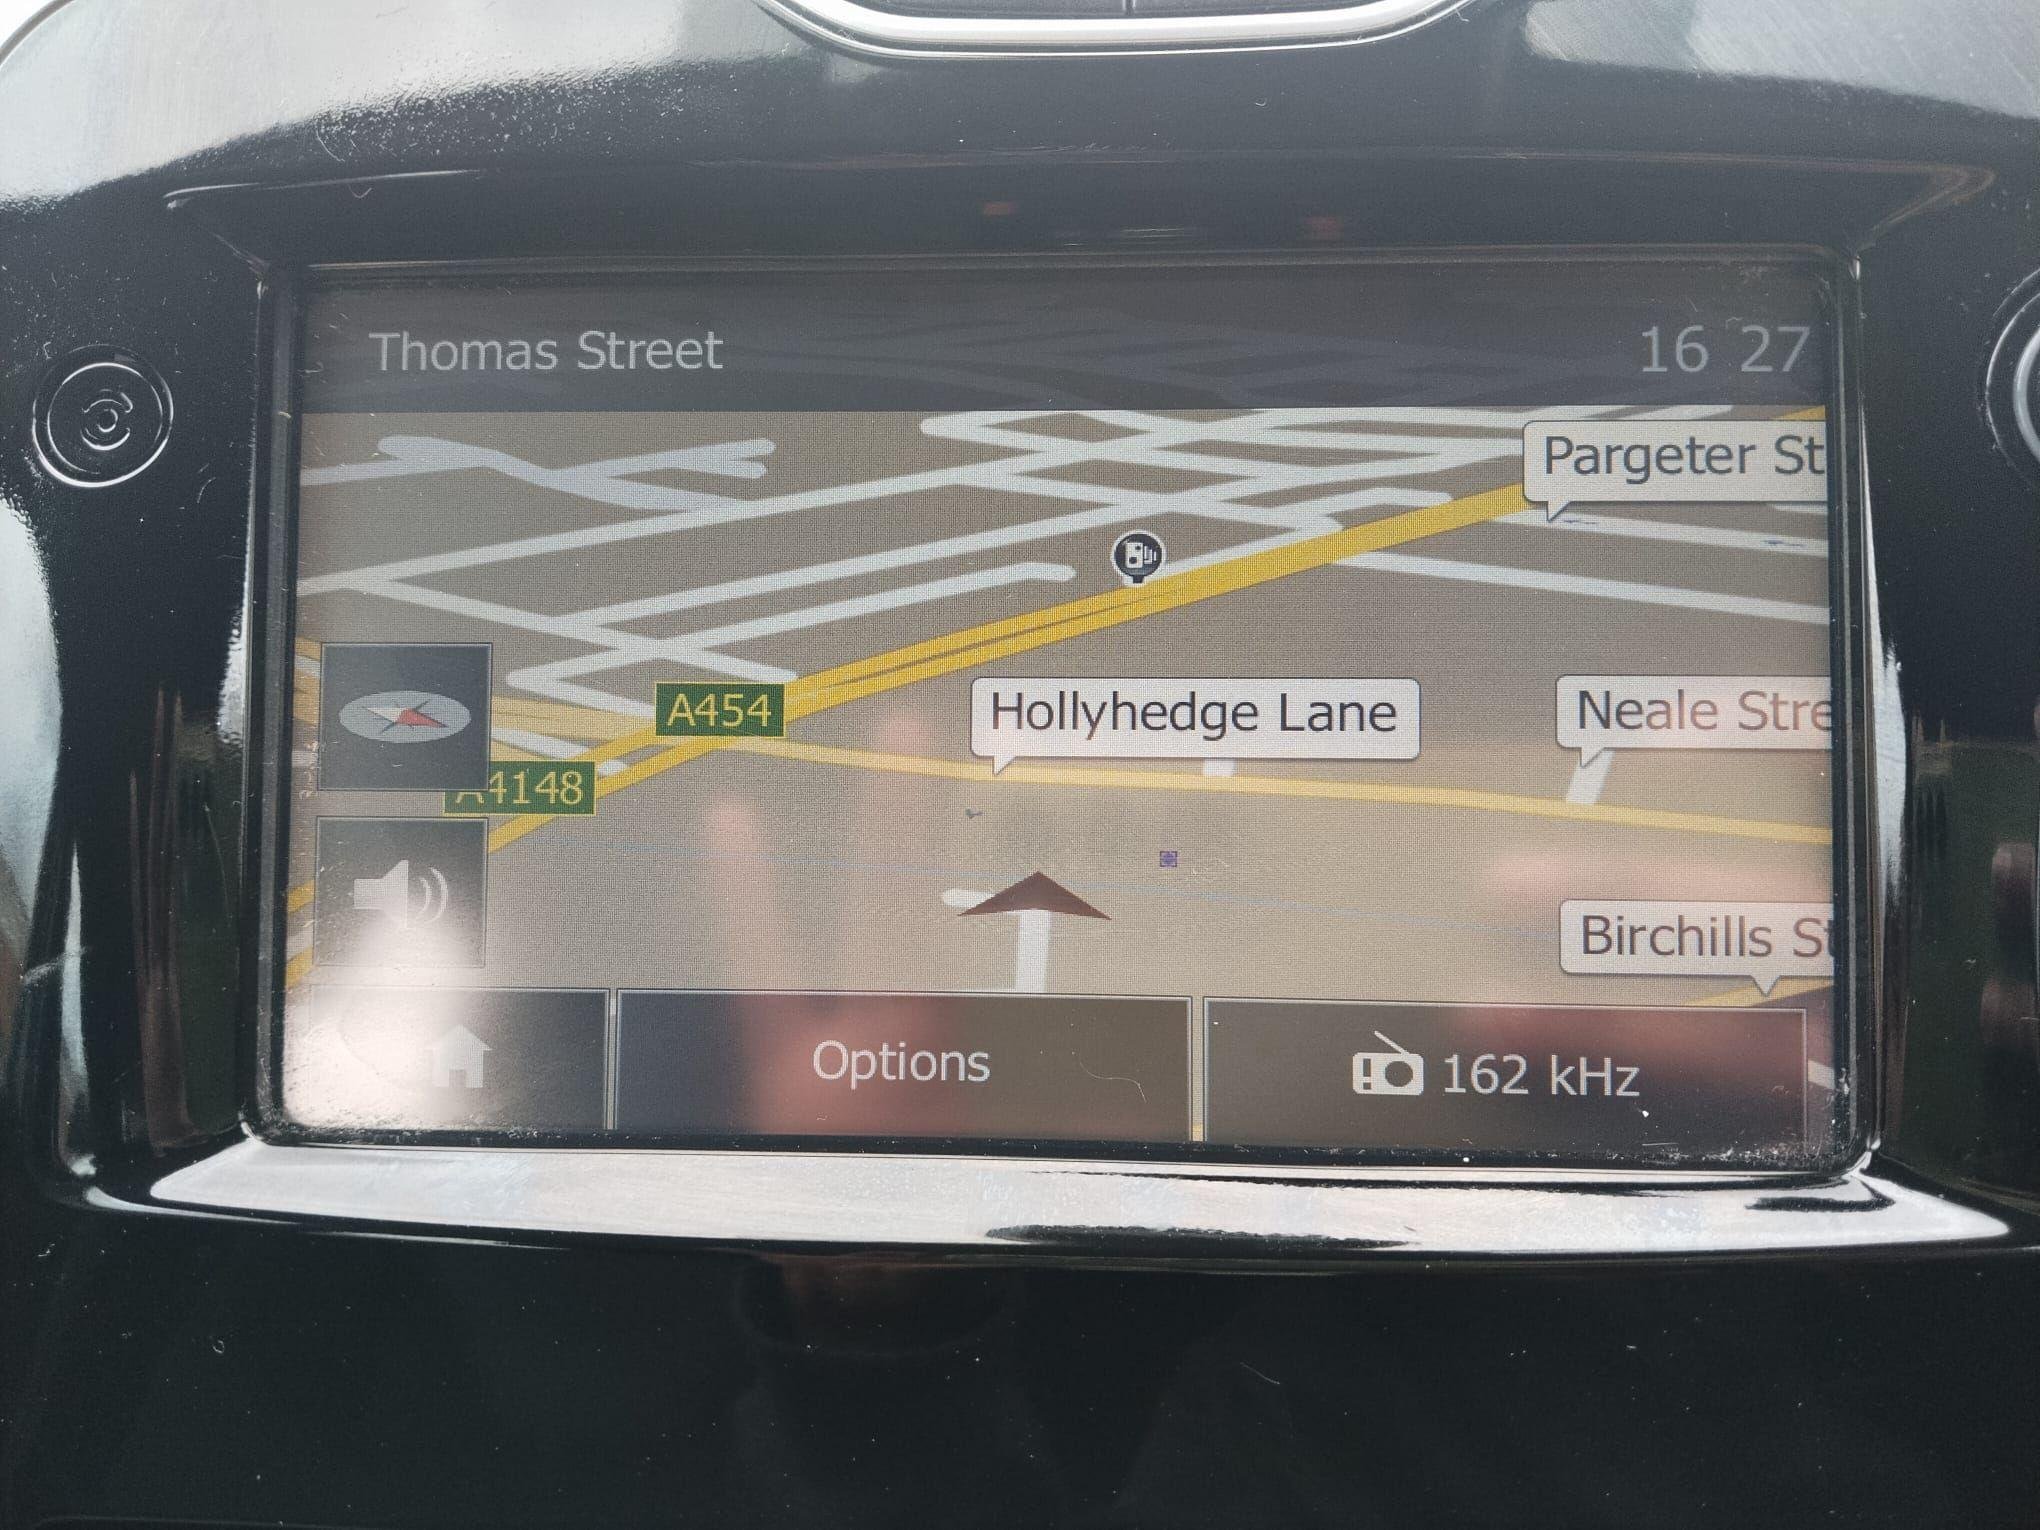 Thomas Street
16 27
Pargeter St
A454
Hollyhedge Lane
Neale Stre
A4148
Birchills St
Options
162 kHz